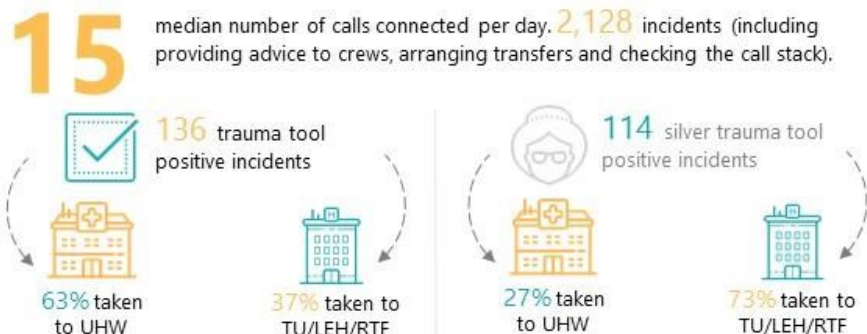 15
median number of calls connected per day. 2,128 incidents (including
providing advice to crews, arranging transfers and checking the call stack).
136 trauma tool
positive incidents
114 silver trauma tool
positive incidents
63% taken
to UHW
37% taken to
TU/LEH/RTF
27% taken
to UHW
73% taken to
TU/LEH/RTF